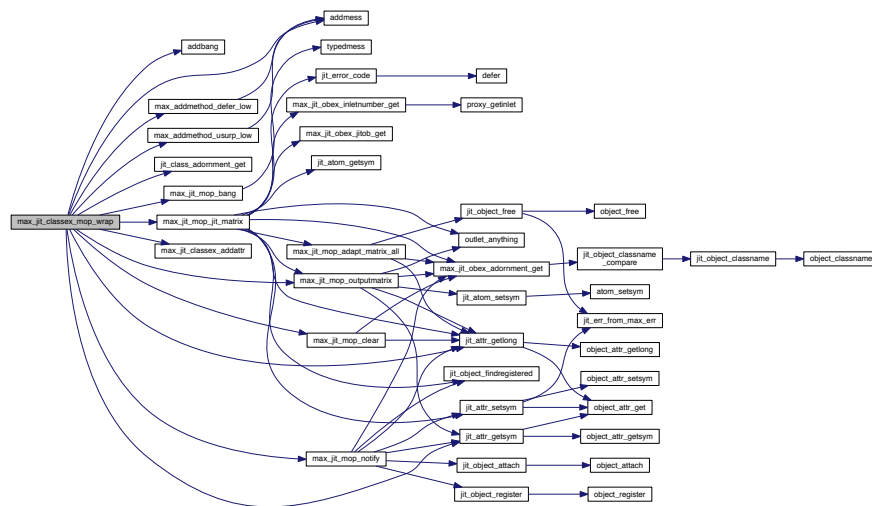 addmess
addbang
typedmess
jit_error_code
defer
max_addmethod_defer_low
max_jit_obex_inletnumber_get
proxy_getinlet
max_addmethod_usurp_low
max_jit_obex_jitob_get
jit_class_adornment_get
jit_atom_getsym
max_jit_mop_bang
jit_object_free
object_free
max_jit_classex_mop_wrap
max_jit_mop_jit_matrix
outlet_anything
max_jit_classex_addattr
max_jit_mop_adapt_matrix_all
jit_object_classname
_compare
jit_object_classname
object_classname
max_jit_obex_adornment_get
max_jit_mop_outputmatrix
jit_atom_setsym
atom_setsym
jit_err_from_max_err
max_jit_mop_clear
jit_attr_getlong
object_attr_getlong
jit_object_findregistered
object_attr_setsym
jit_attr_setsym
object_attr_get
jit_attr_getsym
object_attr_getsym
max_jit_mop_notify
jit_object_attach
object_attach
jit_object_register
object_register